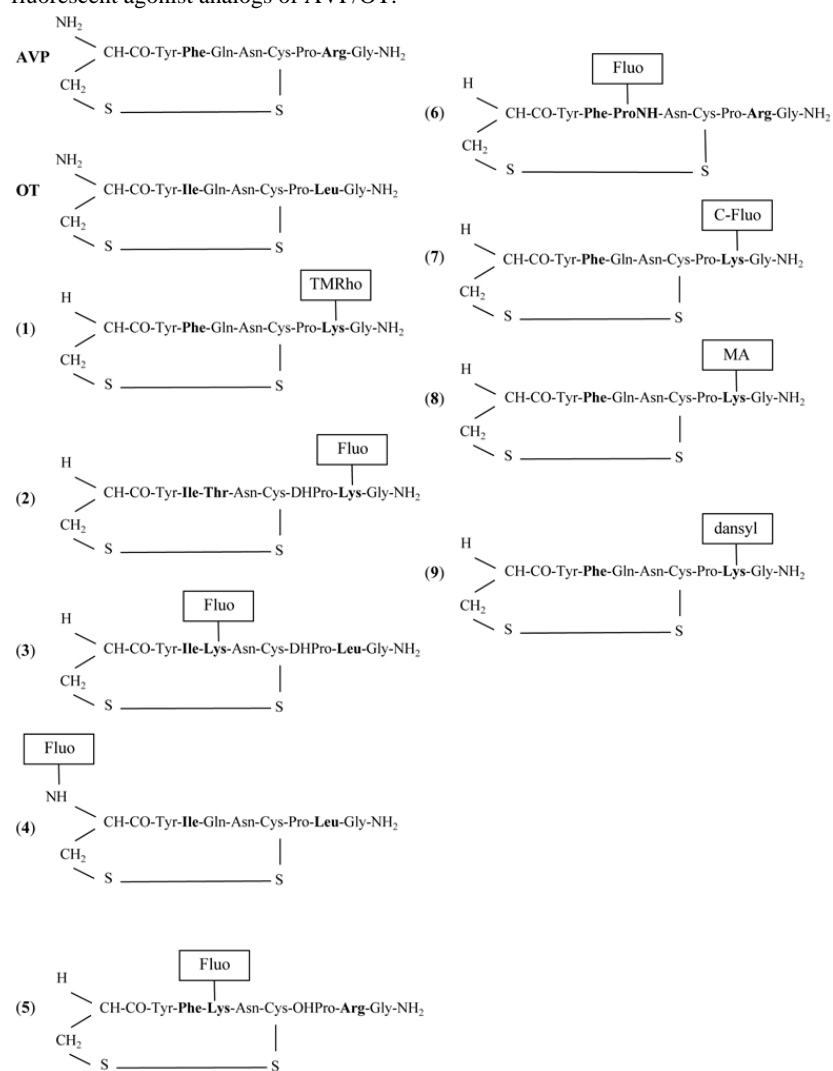 fluorescent agonist analogs of AVP/OT.
NH2
AVP CH-CO-Tyr-Phe-Gln-Asn-Cys-Pro-Arg-Gly-NH2
CH2
S S
NH2
OT CH-CO-Tyr-Ile-Gln-Asn-Cys-Pro-Leu-Gly-NH2
CH2
S S
TMRho
H
(1) CH-CO-Tyr-Phe-Gln-Asn-Cys-Pro-Lys-Gly-NH2
CH2
S S
Fluo
H
(2) CH-CO-Tyr-Ile-Thr-Asn-Cys-DHPro-Lys-Gly-NH2
CH2
S S
Fluo
H
(3) CH-CO-Tyr-Ile-Lys-Asn-Cys-DHPro-Leu-Gly-NH2
CH2
S S
Fluo
NH
(4) CH-CO-Tyr-Ile-Gln-Asn-Cys-Pro-Leu-Gly-NH2
CH2
S S
Fluo
H
(5) CH-CO-Tyr-Phe-Lys-Asn-Cys-OHPro-Arg-Gly-NH2
CH2
S S
Fluo
H
(6) CH-CO-Tyr-Phe-ProNH-Asn-Cys-Pro-Arg-Gly-NH2
CH2
S S
C-Fluo
H
(7) CH-CO-Tyr-Phe-Gln-Asn-Cys-Pro-Lys-Gly-NH2
CH2
S S
MA
H
(8) CH-CO-Tyr-Phe-Gln-Asn-Cys-Pro-Lys-Gly-NH2
CH2
S S
dansyl
H
(9) CH-CO-Tyr-Phe-Gln-Asn-Cys-Pro-Lys-Gly-NH2
CH2
S S